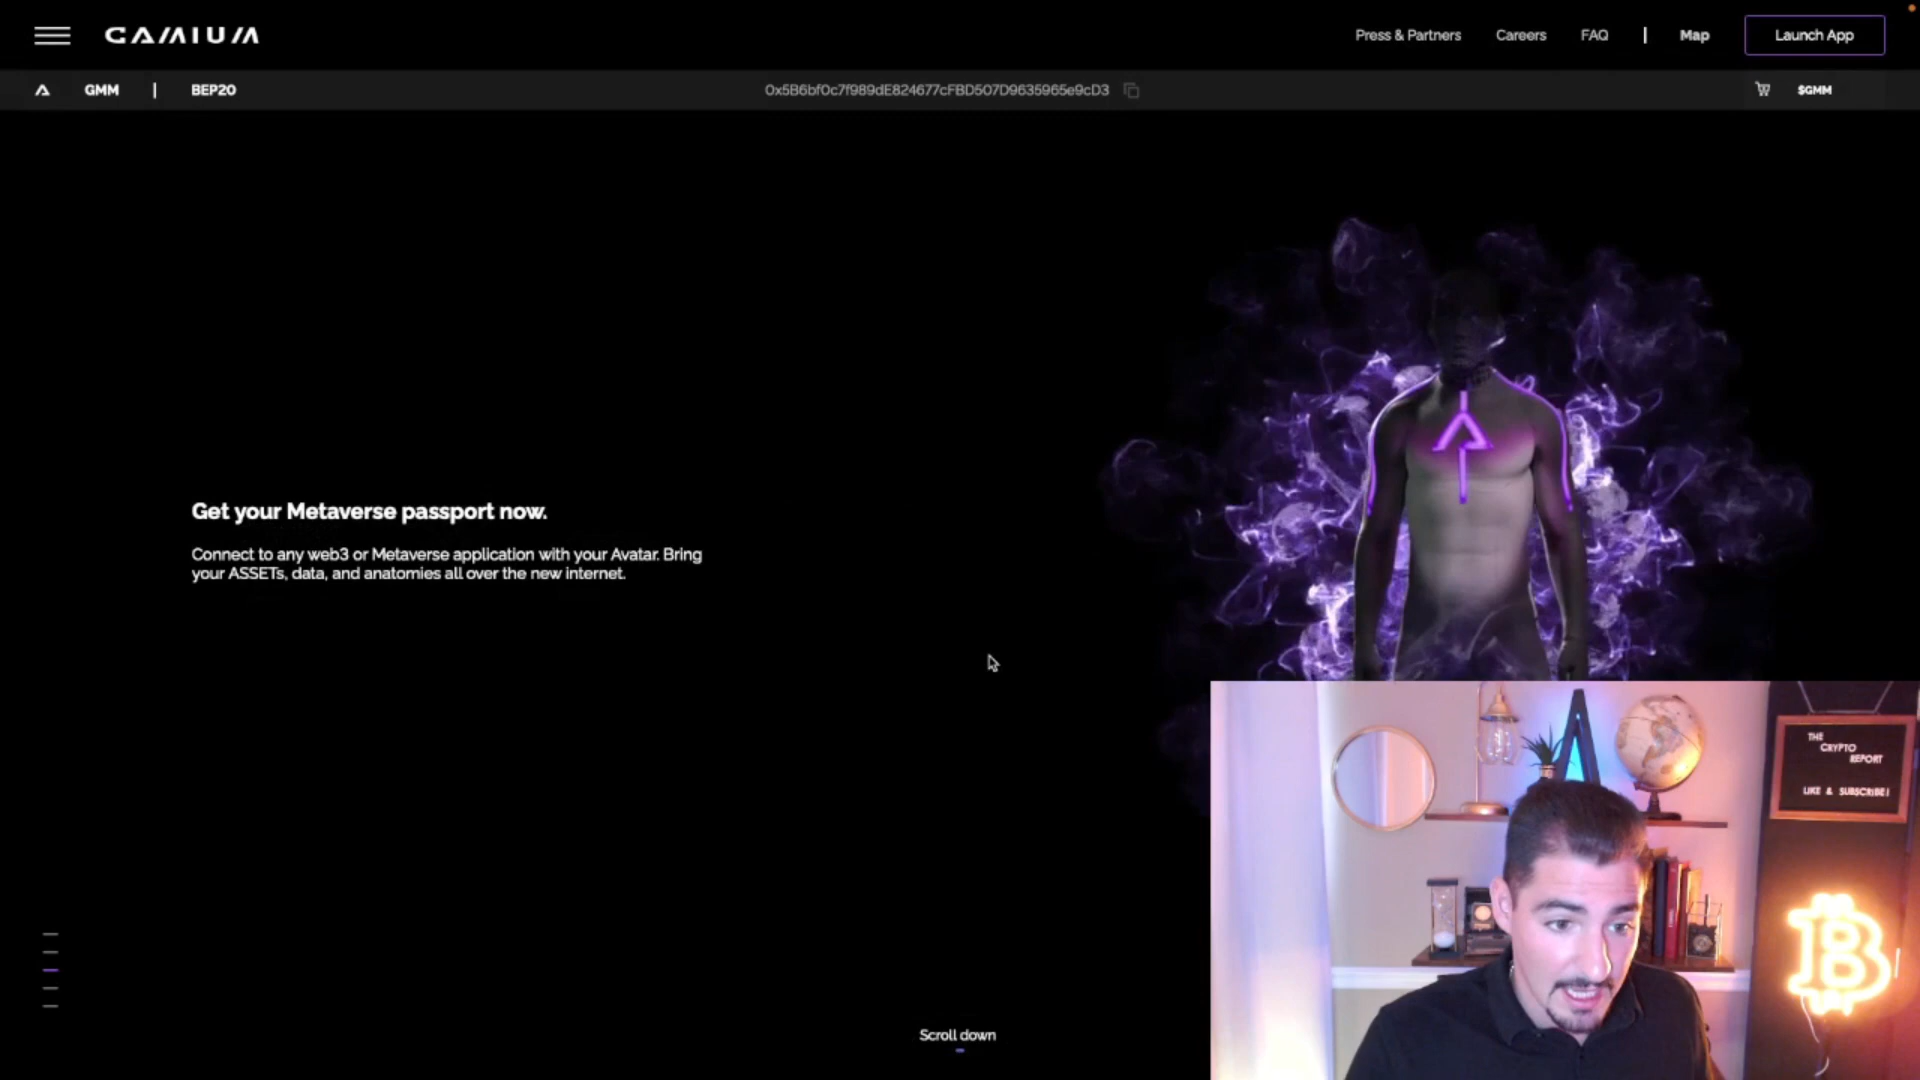 GAMIUM
Press & Partners
Careers
FAQ
|
Map
Launch App
GMM | BEP20
0x5B6bf0c7f989dE824677cFBD507D9635965e9cD3
$GMM
Get your Metaverse passport now.
Connect to any web3 or Metaverse application with your Avatar. Bring
your ASSETs, data, and anatomies all over the new internet.
Scroll down
THE
CRYPTO
REPORT
LIKE & SUBSCRIBE!